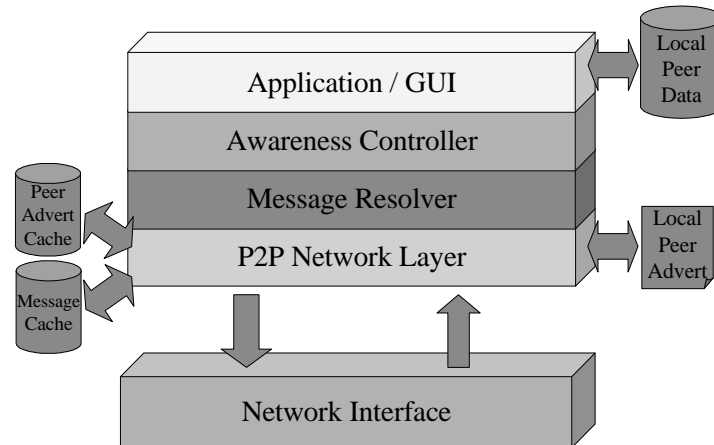 Application / GUI
Local
Peer
Data
Awareness Controller
Peer
Advert
Cache
Message Resolver
P2P Network Layer
Local
Peer
Advert
Message
Cache
Network Interface